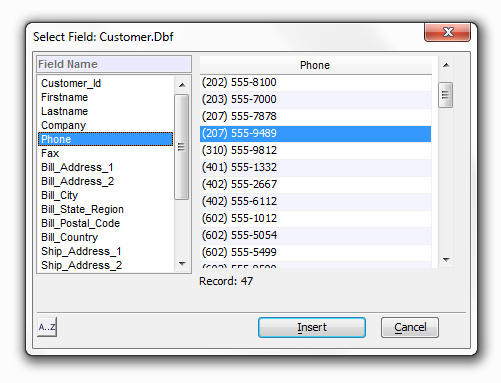 Select Field: Customer.Dbf
Field Name
Customer_Id
Firstname
Lastname
Company
Phone
Fax
Bill_Address_1
Bill_Address_2
Bill_City
Bill_State_Region
Bill_Postal_Code
Bill_Country
Ship_Address_1
Ship_Address_2
Phone
(202) 555-8100
(203) 555-7000
(207) 555-7878
(207) 555-9489
(310) 555-9812
(401) 555-1332
(402) 555-2667
(402) 555-6112
(602) 555-1012
(602) 555-5054
(602) 555-5499
Record: 47
A..Z
Insert
Cancel